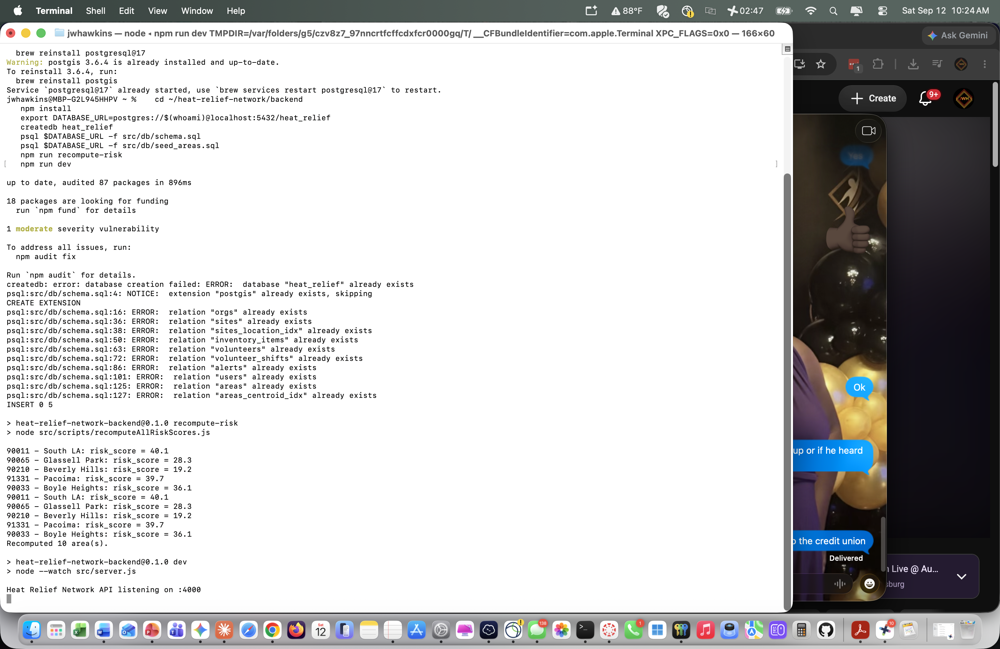 Terminal Shell Edit View Window Help 88°F 02:47 Sat Sep 12 10:24 AM
jwhawkins — node ◂ npm run dev TMPDIR=/var/folders/g5/czv8z7_97nncrtfcffcdxfcr0000gq/T/ __CFBundleIdentifier=com.apple.Terminal XPC_FLAGS=0x0 — 166×60
  brew reinstall postgresql@17
Warning: postgis 3.6.4 is already installed and up-to-date.
To reinstall 3.6.4, run:
  brew reinstall postgis
Service `postgresql@17` already started, use `brew services restart postgresql@17` to restart.
jwhawkins@MBP-G2L945HHPV ~ %    cd ~/heat-relief-network/backend
   npm install
   export DATABASE_URL=postgres://$(whoami)@localhost:5432/heat_relief
   createdb heat_relief
   psql $DATABASE_URL -f src/db/schema.sql
   psql $DATABASE_URL -f src/db/seed_areas.sql
   npm run recompute-risk
[  npm run dev ]
up to date, audited 87 packages in 896ms
18 packages are looking for funding
  run `npm fund` for details
1 moderate severity vulnerability
To address all issues, run:
  npm audit fix
Run `npm audit` for details.
createdb: error: database creation failed: ERROR:  database "heat_relief" already exists
psql:src/db/schema.sql:4: NOTICE:  extension "postgis" already exists, skipping
CREATE EXTENSION
psql:src/db/schema.sql:16: ERROR:  relation "orgs" already exists
psql:src/db/schema.sql:36: ERROR:  relation "sites" already exists
psql:src/db/schema.sql:38: ERROR:  relation "sites_location_idx" already exists
psql:src/db/schema.sql:50: ERROR:  relation "inventory_items" already exists
psql:src/db/schema.sql:63: ERROR:  relation "volunteers" already exists
psql:src/db/schema.sql:72: ERROR:  relation "volunteer_shifts" already exists
psql:src/db/schema.sql:86: ERROR:  relation "alerts" already exists
psql:src/db/schema.sql:101: ERROR:  relation "users" already exists
psql:src/db/schema.sql:125: ERROR:  relation "areas" already exists
psql:src/db/schema.sql:127: ERROR:  relation "areas_centroid_idx" already exists
INSERT 0 5
> heat-relief-network-backend@0.1.0 recompute-risk
> node src/scripts/recomputeAllRiskScores.js
90011 – South LA: risk_score = 40.1
90065 – Glassell Park: risk_score = 28.3
90210 – Beverly Hills: risk_score = 19.2
91331 – Pacoima: risk_score = 39.7
90033 – Boyle Heights: risk_score = 36.1
90011 – South LA: risk_score = 40.1
90065 – Glassell Park: risk_score = 28.3
90210 – Beverly Hills: risk_score = 19.2
91331 – Pacoima: risk_score = 39.7
90033 – Boyle Heights: risk_score = 36.1
Recomputed 10 area(s).
> heat-relief-network-backend@0.1.0 dev
> node --watch src/server.js
Heat Relief Network API listening on :4000
Ask Gemini
1
Create 9+ WH
Yes
Ok
up or if he heard
the credit union
Delivered
Live @ Au...
sburg
Sat
12
138
1
10